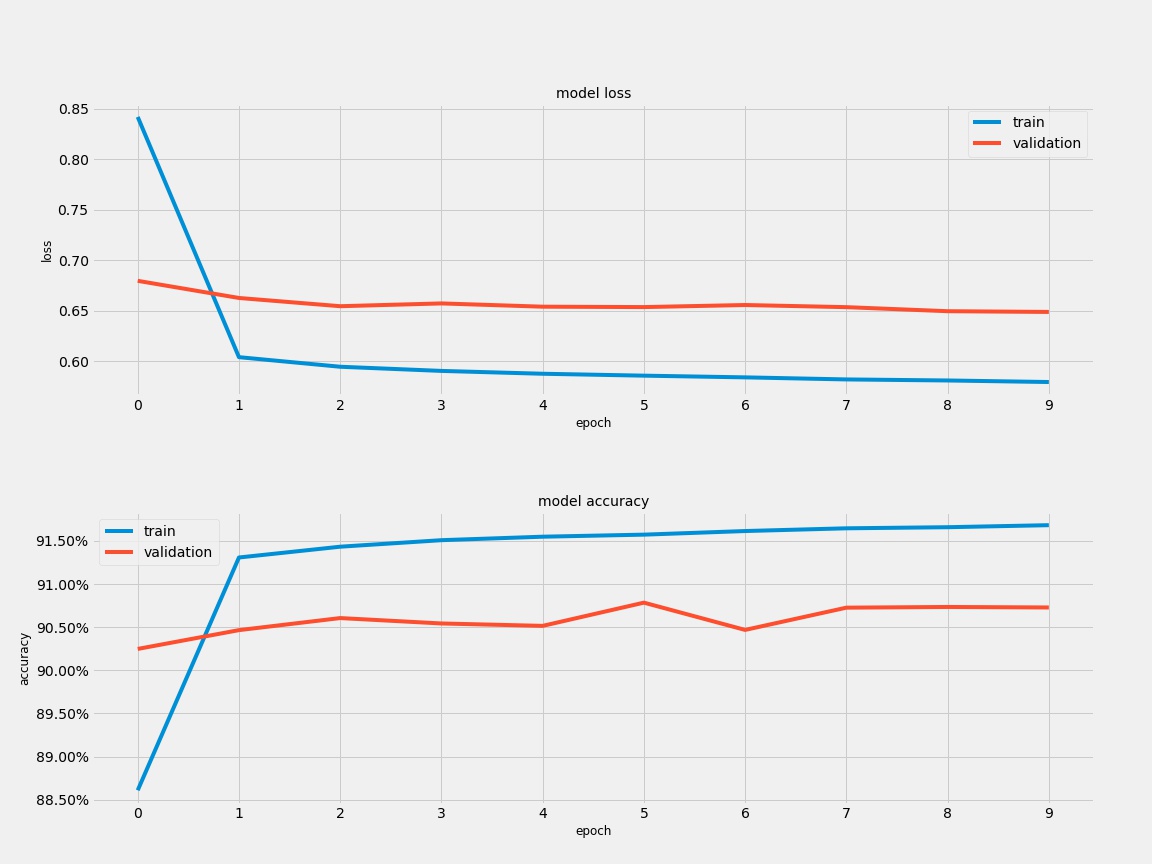 model loss
0.85
0.80
0.75
0.70
0.65
0.60
loss
train
validation
0 1 2 3 4 5 6 7 8 9
epoch
model accuracy
91.50%
91.00%
90.50%
90.00%
89.50%
89.00%
88.50%
accuracy
train
validation
0 1 2 3 4 5 6 7 8 9
epoch